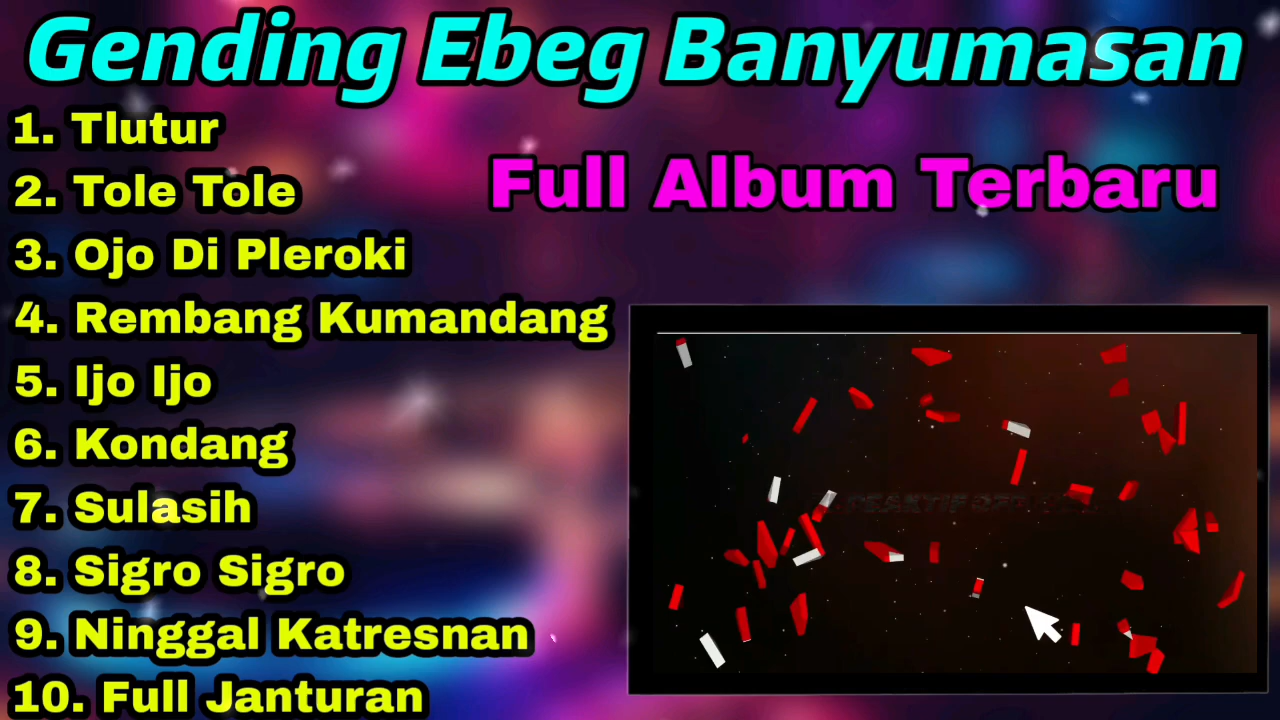 Gending Ebeg Banyumasan
Full Album Terbaru
1. Tlutur
2. Tole Tole
3. Ojo Di Pleroki
4. Rembang Kumandang
5. Ijo Ijo
6. Kondang
7. Sulasih
8. Sigro Sigro
9. Ninggal Katresnan
10. Full Janturan